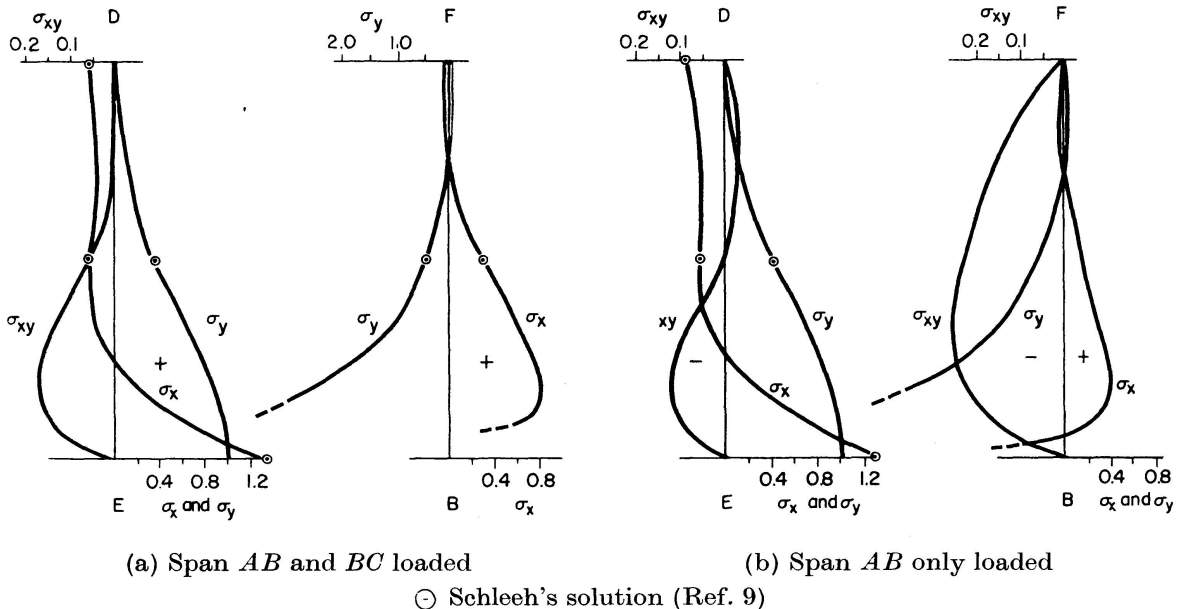 σxy D σy F σxy D σxy F
0.2 0.1 2.0 1.0 0.2 0.1 0.2 0.1
σxy σy σy σx xy σy σxy σy
+ + − − +
σx σx σx
0.4 0.8 1.2 0.4 0.8 0.4 0.8 1.2 0.4 0.8
E σx and σy B σx E σx and σy B σx and σy
(a) Span AB and BC loaded (b) Span AB only loaded
⊙ Schleeh's solution (Ref. 9)